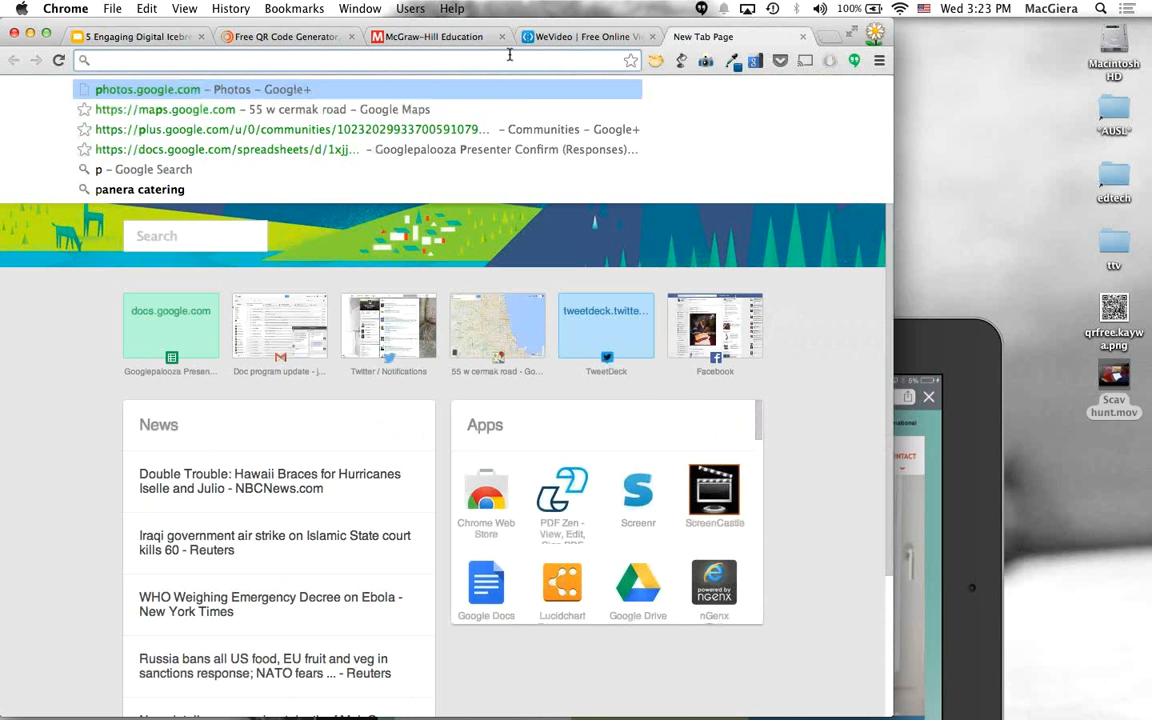 Chrome File Edit View History Bookmarks Window Users Help 100% Wed 3:23 PM MacGiera
5 Engaging Digital Icebre Free QR Code Generator, McGraw-Hill Education WeVideo | Free Online Vi New Tab Page
photos.google.com - Photos - Google+
https://maps.google.com - 55 w cermak road - Google Maps
https://plus.google.com/u/0/communities/10232029933700591079... - Communities - Google+
https://docs.google.com/spreadsheets/d/1xjj... - Googlepalooza Presenter Confirm (Responses)...
p - Google Search
panera catering
Search
docs.google.com
tweetdeck.twitte...
Googlepalooza Presen... Doc program update - j... Twitter / Notifications 55 w cermak road - Go... TweetDeck Facebook
News
Double Trouble: Hawaii Braces for Hurricanes
Iselle and Julio - NBCNews.com
Iraqi government air strike on Islamic State court
kills 60 - Reuters
WHO Weighing Emergency Decree on Ebola -
New York Times
Russia bans all US food, EU fruit and veg in
sanctions response; NATO fears ... - Reuters
Apps
Chrome Web
Store
PDF Zen -
View, Edit,
Screenr
ScreenCastle
powered by
nGenx
Google Docs Lucidchart Google Drive nGenx
Macintosh
HD
*AUSL*
edtech
ttv
qrfree.kayw
a.png
Scav
hunt.mov
5%
national
NTACT